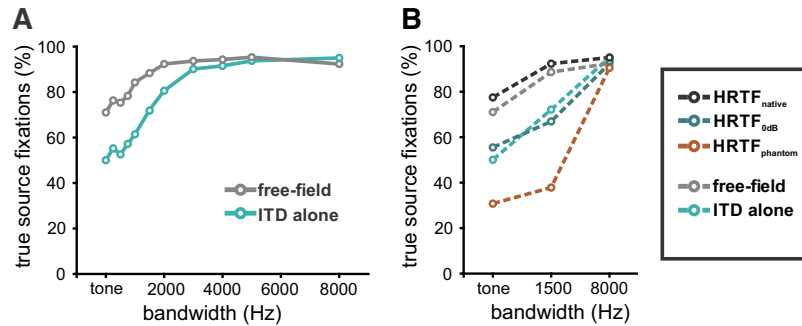 A
true source fixations (%)
100
80
60
40
20
0
tone 2000 4000 6000 8000
bandwidth (Hz)
free-field
ITD alone
B
true source fixations (%)
100
80
60
40
20
0
tone 1500 8000
bandwidth (Hz)
HRTFnative
HRTF0dB
HRTFphantom
free-field
ITD alone